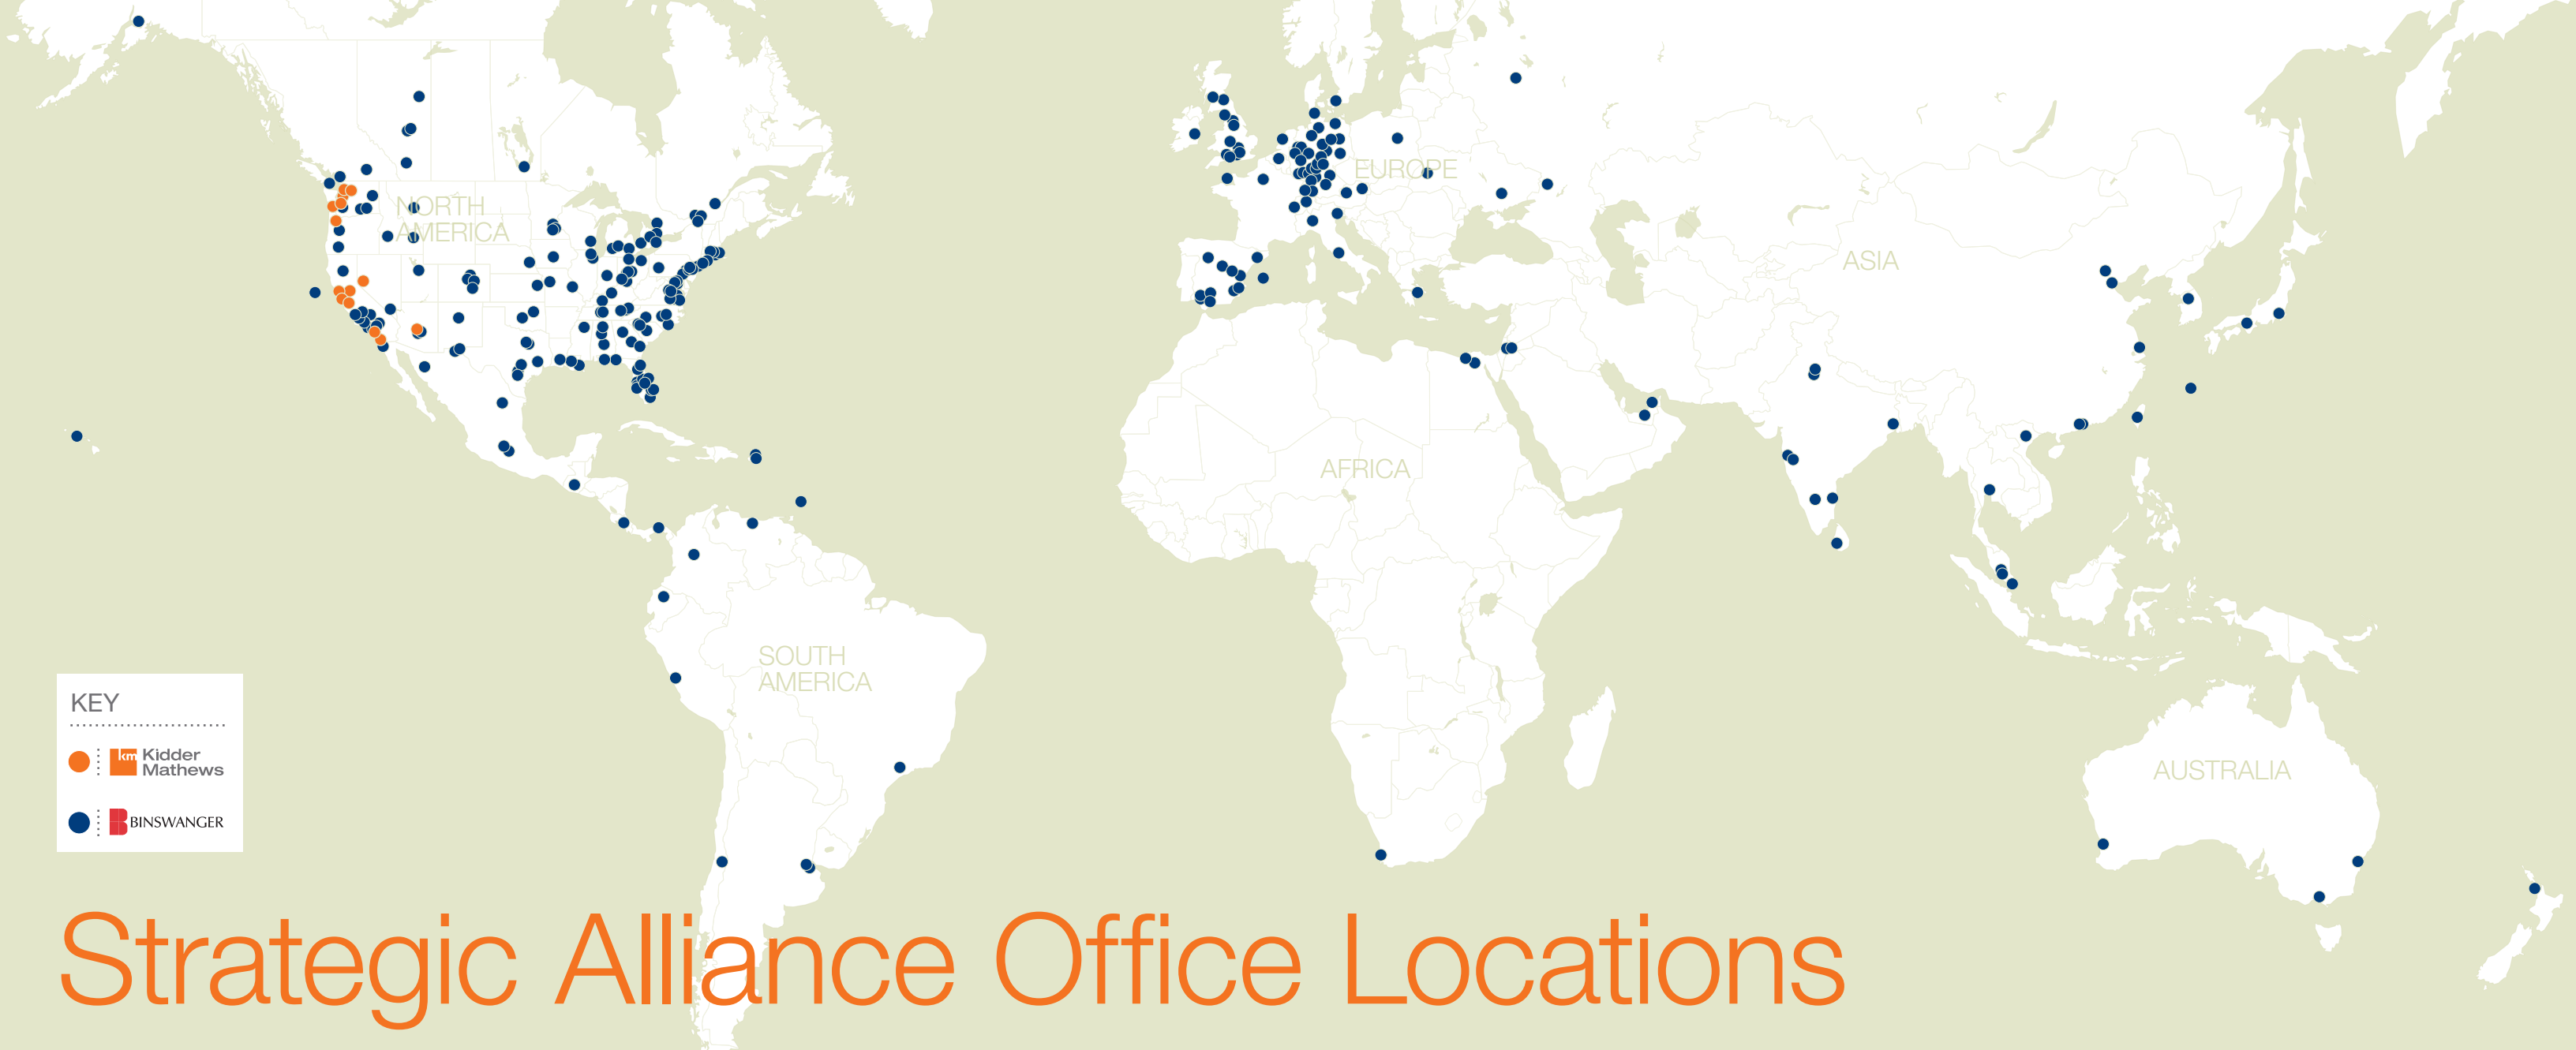 NORTH
AMERICA
EUROPE
ASIA
AFRICA
SOUTH
AMERICA
AUSTRALIA
KEY
km Kidder
Mathews
B BINSWANGER
Strategic Alliance Office Locations